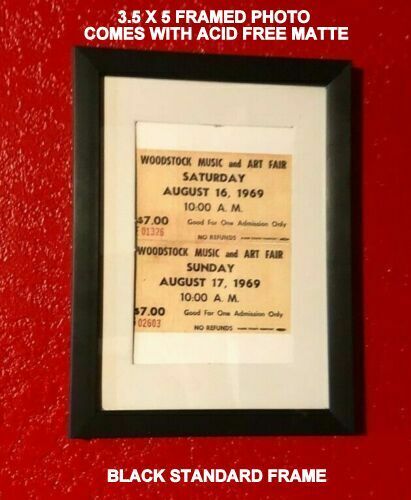 3.5 X 5 FRAMED PHOTO
COMES WITH ACID FREE MATTE
WOODSTOCK MUSIC and ART FAIR
SATURDAY
AUGUST 16, 1969
10:00 A. M.
$7.00 Good For One Admission Only
01326
NO REFUNDS
WOODSTOCK MUSIC and ART FAIR
SUNDAY
AUGUST 17, 1969
10:00 A. M.
$7.00 Good For One Admission Only
02603
NO REFUNDS
BLACK STANDARD FRAME